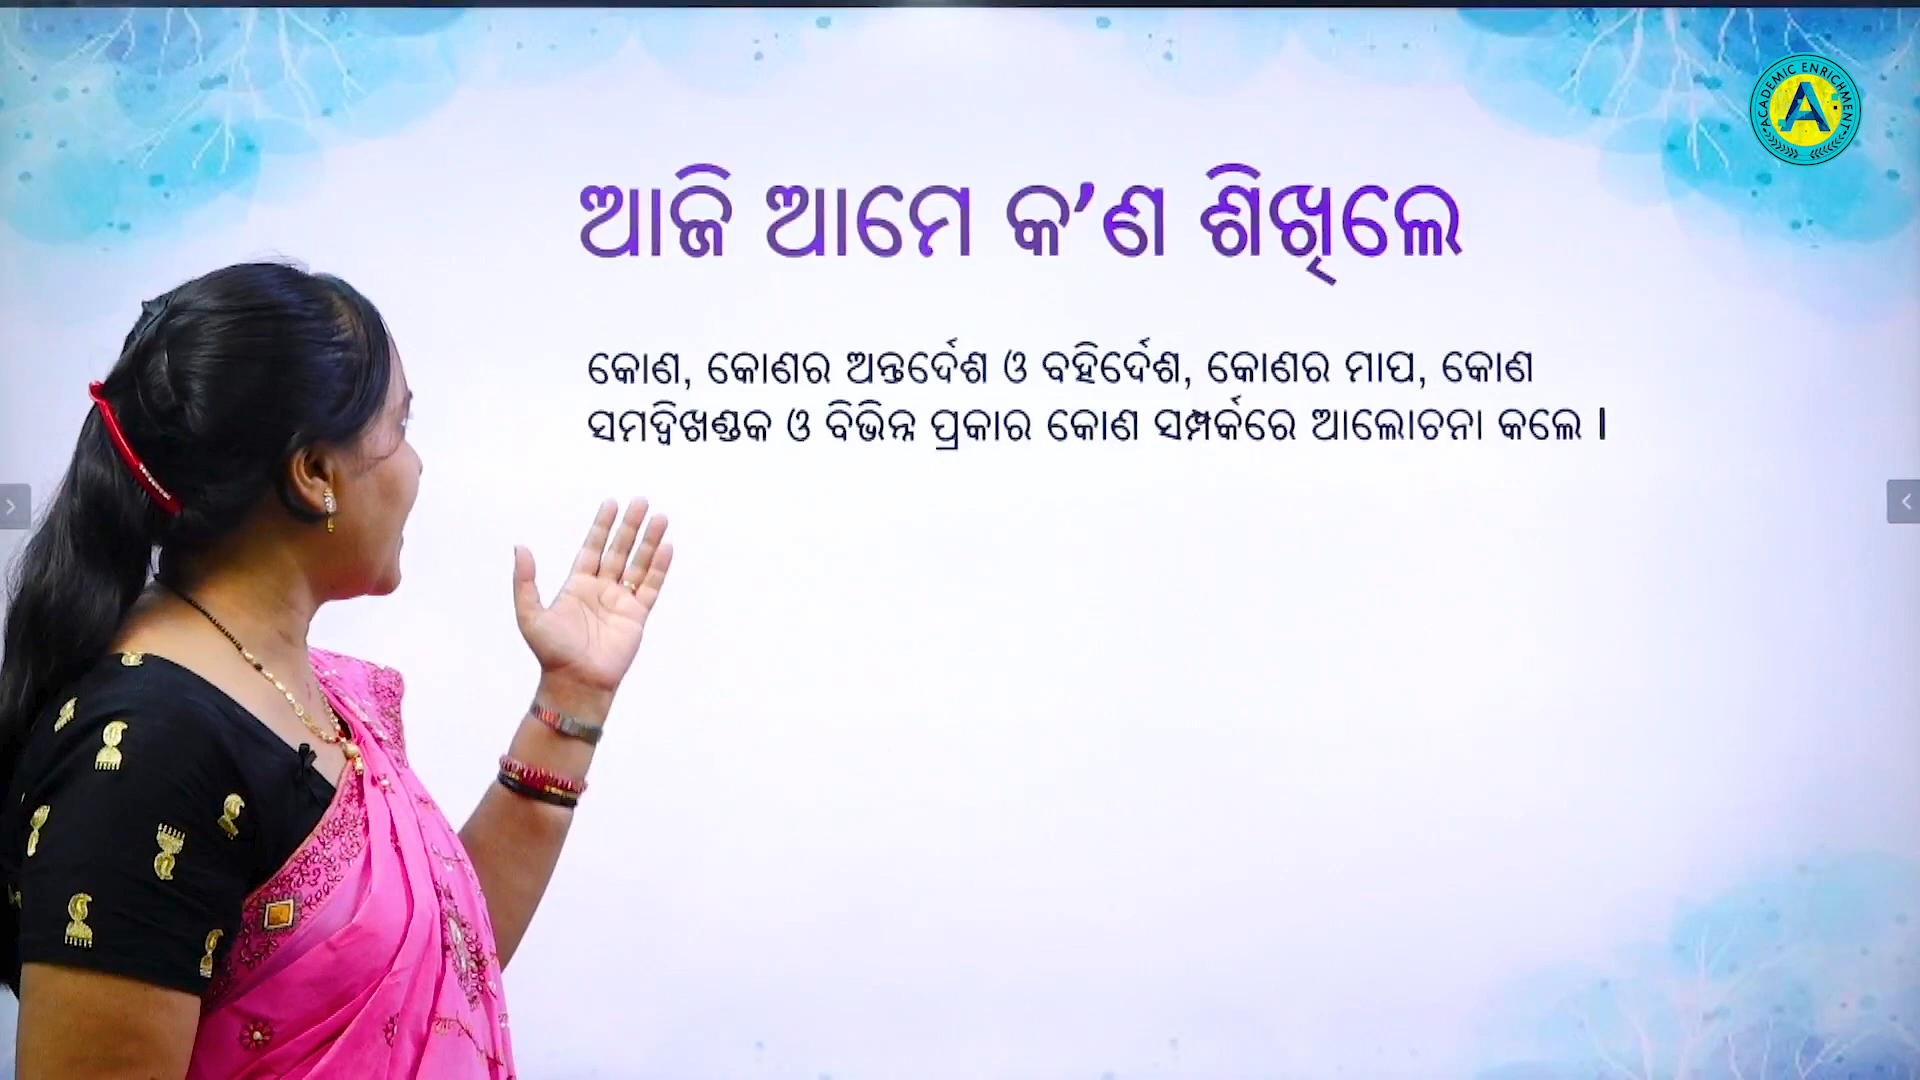 ACADEMIC ENRICHMENT
A
ଆଜି ଆମେ କ’ଣ ଶିଖିଲେ
କୋଣ, କୋଣର ଅନ୍ତର୍ଦେଶ ଓ ବହିର୍ଦେଶ, କୋଣର ମାପ, କୋଣ
ସମଦ୍ୱିଖଣ୍ଡକ ଓ ବିଭିନ୍ନ ପ୍ରକାର କୋଣ ସମ୍ପର୍କରେ ଆଲୋଚନା କଲେ ।